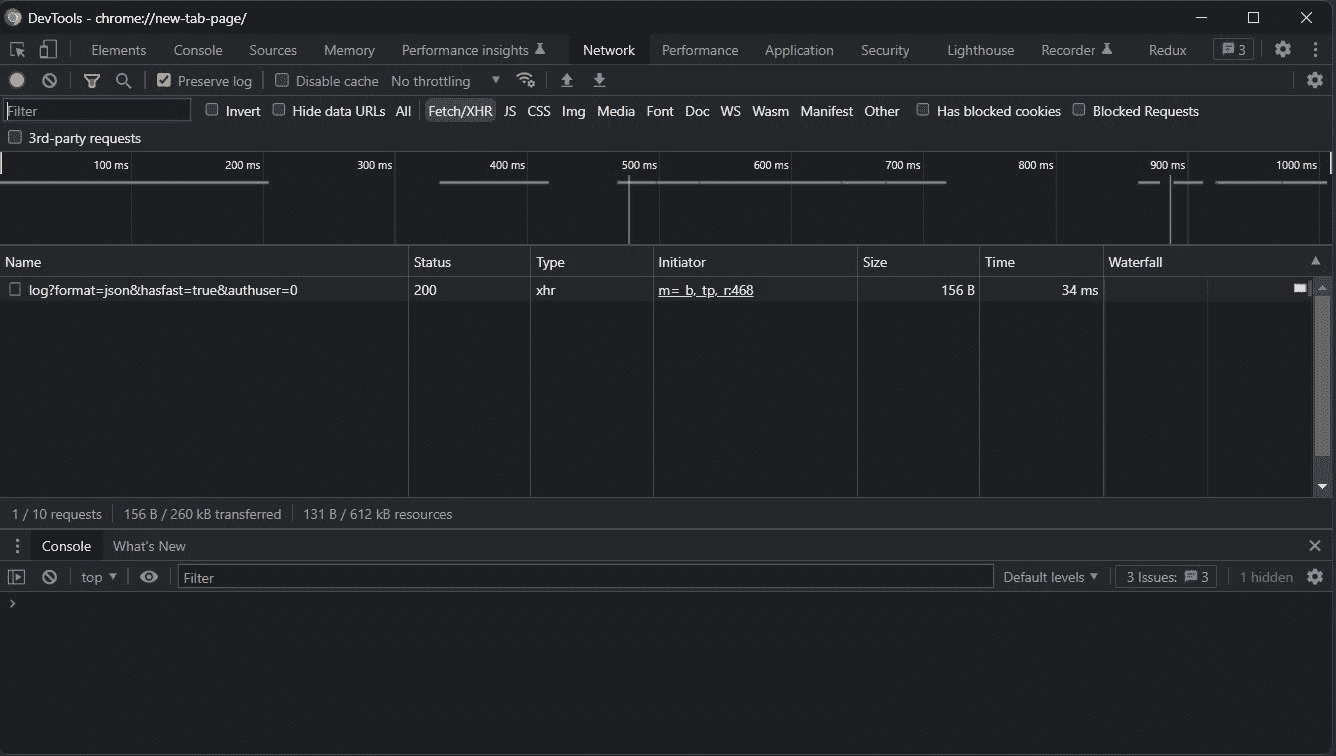 DevTools - chrome://new-tab-page/
Elements Console Sources Memory Performance insights Network Performance Application Security Lighthouse Recorder Redux 3
Preserve log Disable cache No throttling
Filter Invert Hide data URLs All Fetch/XHR JS CSS Img Media Font Doc WS Wasm Manifest Other Has blocked cookies Blocked Requests
3rd-party requests
100 ms 200 ms 300 ms 400 ms 500 ms 600 ms 700 ms 800 ms 900 ms 1000 ms
Name Status Type Initiator Size Time Waterfall
log?format=json&hasfast=true&authuser=0 200 xhr m=_b,_tp,_r:468 156 B 34 ms
1 / 10 requests 156 B / 260 kB transferred 131 B / 612 kB resources
Console What's New
top Filter Default levels 3 Issues: 3 1 hidden